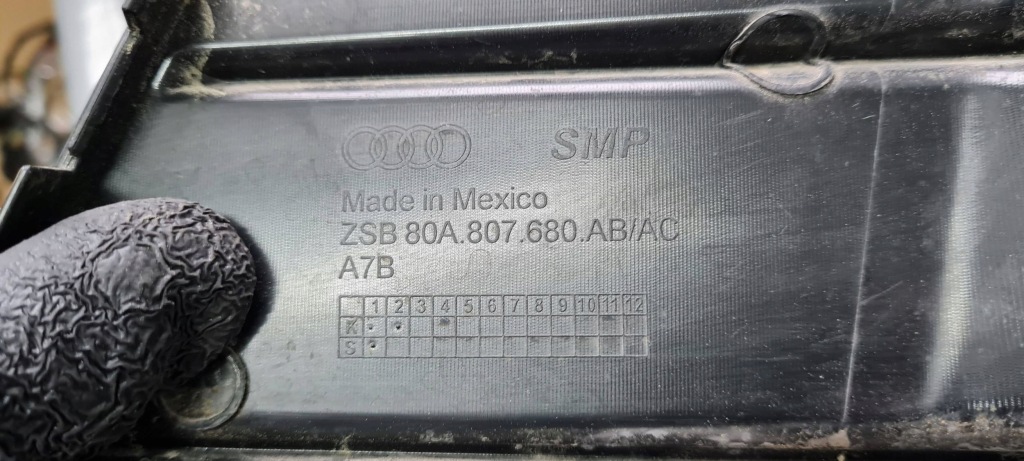 SMP
Made in Mexico
ZSB 80A.807.680.AB/AC
A7B
1 2 3 4 5 6 7 8 9 10 11 12
K
S